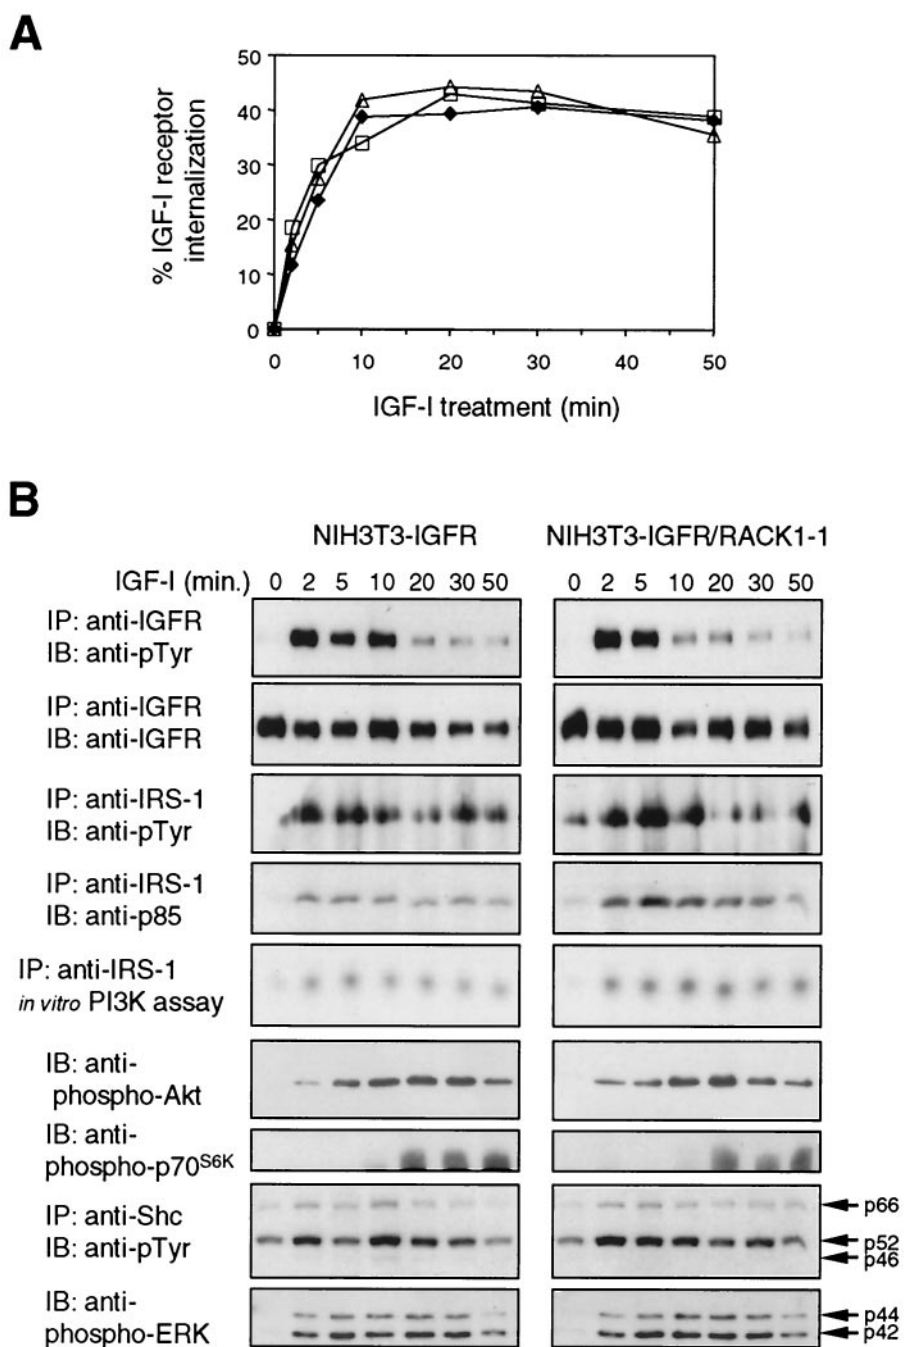 A
50
40
30
20
10
0
% IGF-I receptor
internalization
0 10 20 30 40 50
IGF-I treatment (min)
B
NIH3T3-IGFR NIH3T3-IGFR/RACK1-1
IGF-I (min.) 0 2 5 10 20 30 50 0 2 5 10 20 30 50
IP: anti-IGFR
IB: anti-pTyr
IP: anti-IGFR
IB: anti-IGFR
IP: anti-IRS-1
IB: anti-pTyr
IP: anti-IRS-1
IB: anti-p85
IP: anti-IRS-1
in vitro PI3K assay
IB: anti-
phospho-Akt
IB: anti-
phospho-p70S6K
IP: anti-Shc
IB: anti-pTyr
p66
p52
p46
IB: anti-
phospho-ERK
p44
p42